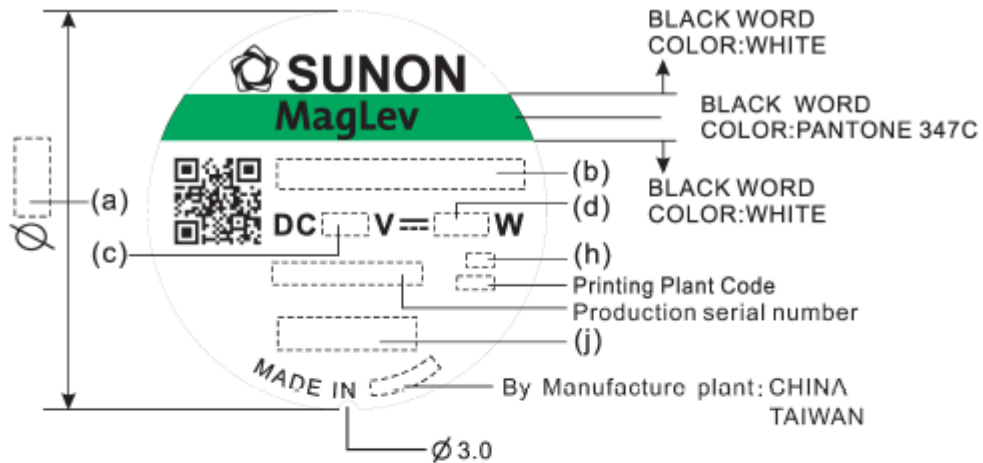 BLACK WORD
COLOR:WHITE
SUNON
MagLev
BLACK WORD
COLOR:PANTONE 347C
(a)
Ø
(b)
BLACK WORD
COLOR:WHITE
DC V W
(d)
(c)
(h)
Printing Plant Code
Production serial number
(j)
MADE IN
By Manufacture plant: CHINA
TAIWAN
Ø 3.0